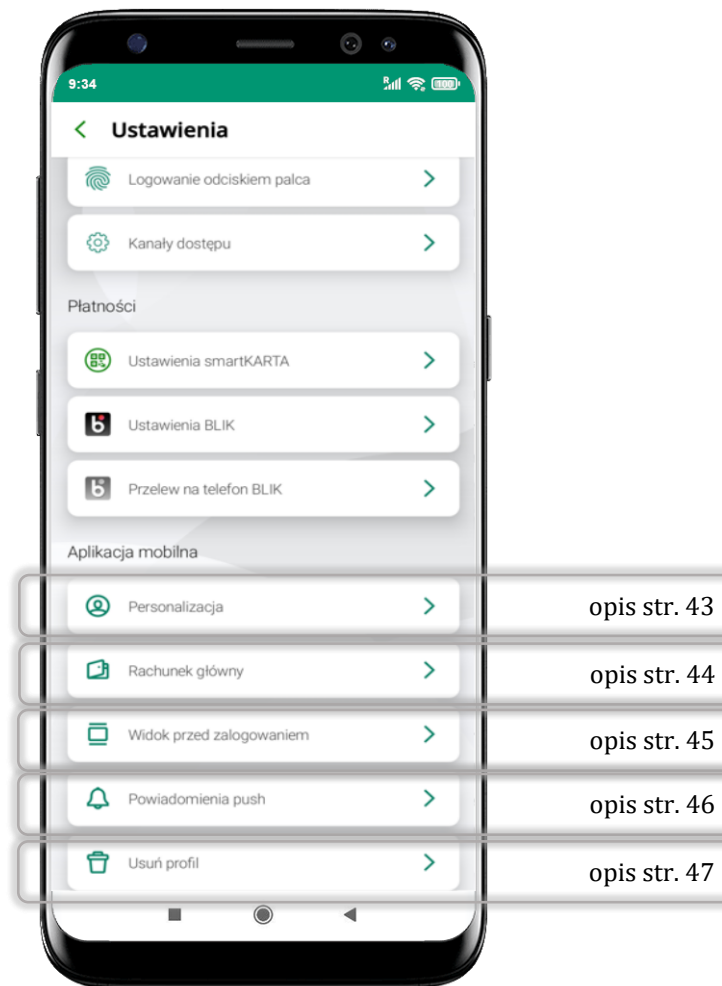 9:34
R
100
Ustawienia
Logowanie odciskiem palca
Kanały dostępu
Płatności
Ustawienia smartKARTA
Ustawienia BLIK
Przelew na telefon BLIK
Aplikacja mobilna
Personalizacja opis str. 43
Rachunek główny opis str. 44
Widok przed zalogowaniem opis str. 45
Powiadomienia push opis str. 46
Usuń profil opis str. 47